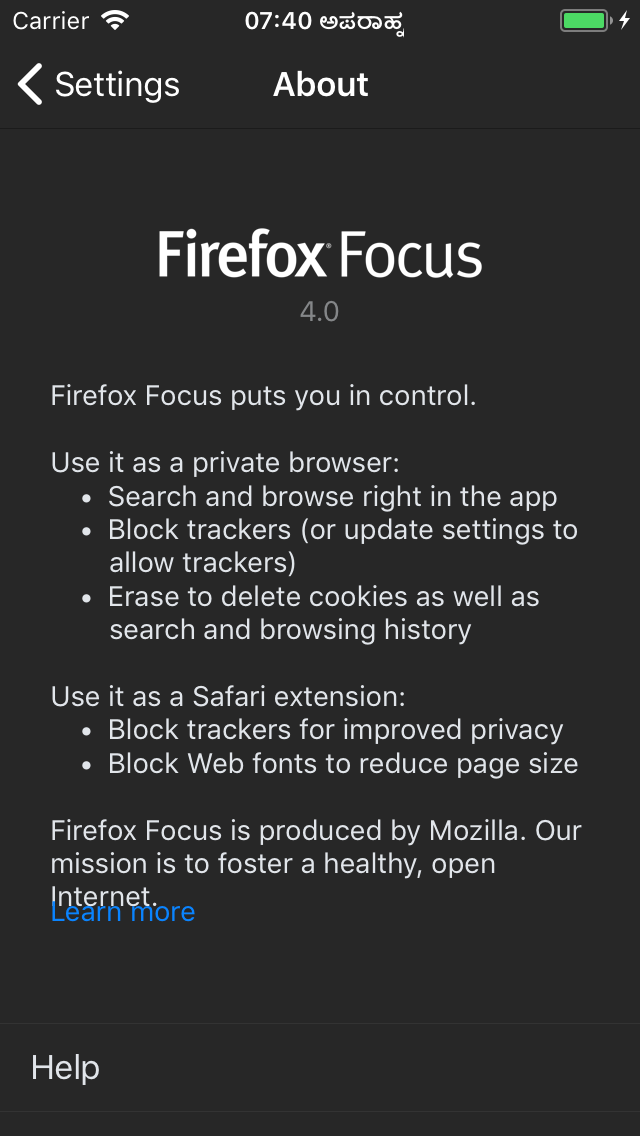 Carrier 07:40 ಅಪರಾಹ್ನ
Settings About
Firefox® Focus
4.0
Firefox Focus puts you in control.
Use it as a private browser:
• Search and browse right in the app
• Block trackers (or update settings to
allow trackers)
• Erase to delete cookies as well as
search and browsing history
Use it as a Safari extension:
• Block trackers for improved privacy
• Block Web fonts to reduce page size
Firefox Focus is produced by Mozilla. Our
mission is to foster a healthy, open
Internet.
Learn more
Help